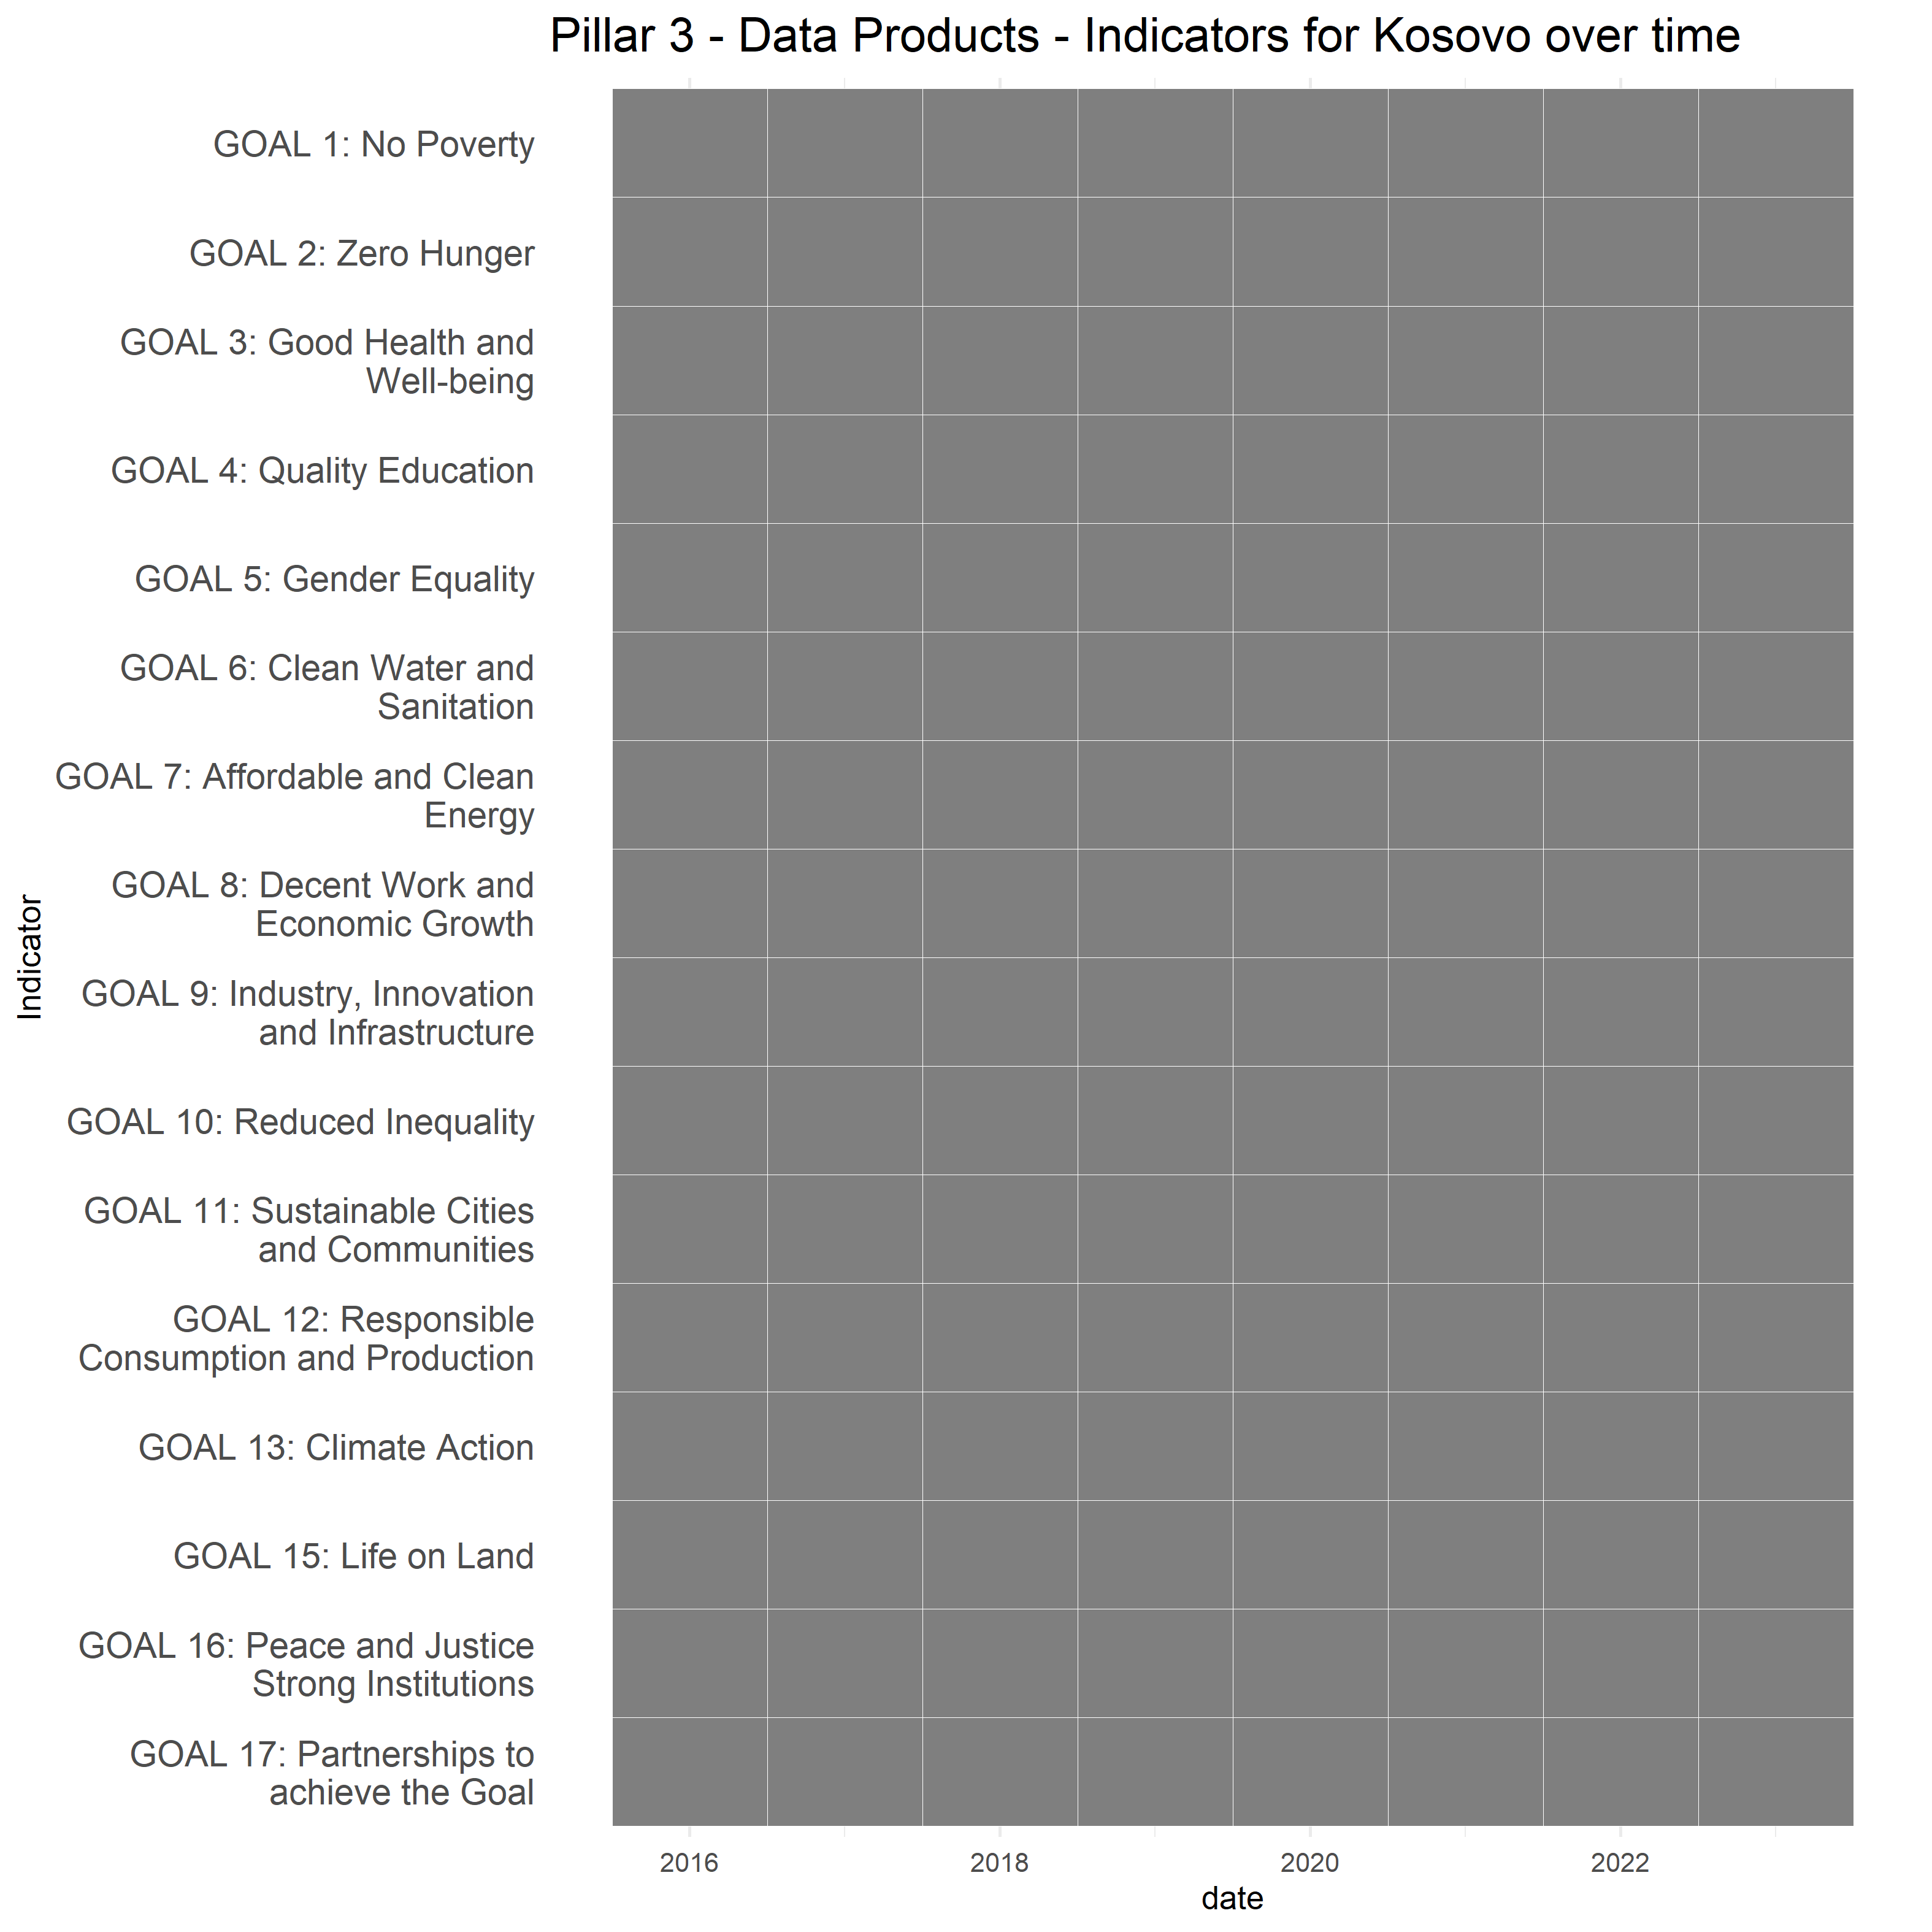 Pillar 3 - Data Products - Indicators for Kosovo over time
GOAL 1: No Poverty
GOAL 2: Zero Hunger
GOAL 3: Good Health and
Well-being
GOAL 4: Quality Education
GOAL 5: Gender Equality
GOAL 6: Clean Water and
Sanitation
GOAL 7: Affordable and Clean
Energy
GOAL 8: Decent Work and
Economic Growth
GOAL 9: Industry, Innovation
and Infrastructure
GOAL 10: Reduced Inequality
GOAL 11: Sustainable Cities
and Communities
GOAL 12: Responsible
Consumption and Production
GOAL 13: Climate Action
GOAL 15: Life on Land
GOAL 16: Peace and Justice
Strong Institutions
GOAL 17: Partnerships to
achieve the Goal
Indicator
2016 2018 2020 2022
date